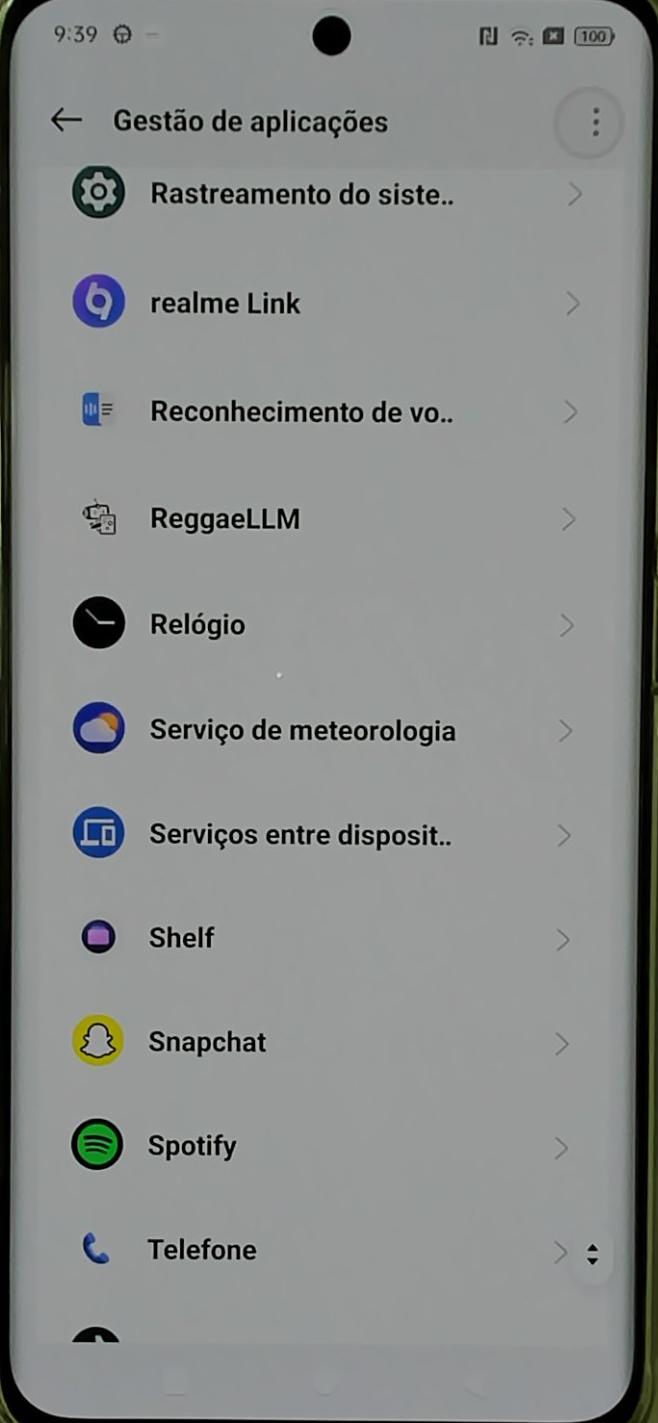 9:39
100
Gestão de aplicações
Rastreamento do siste..
realme Link
Reconhecimento de vo..
ReggaeLLM
Relógio
Serviço de meteorologia
Serviços entre disposit..
Shelf
Snapchat
Spotify
Telefone